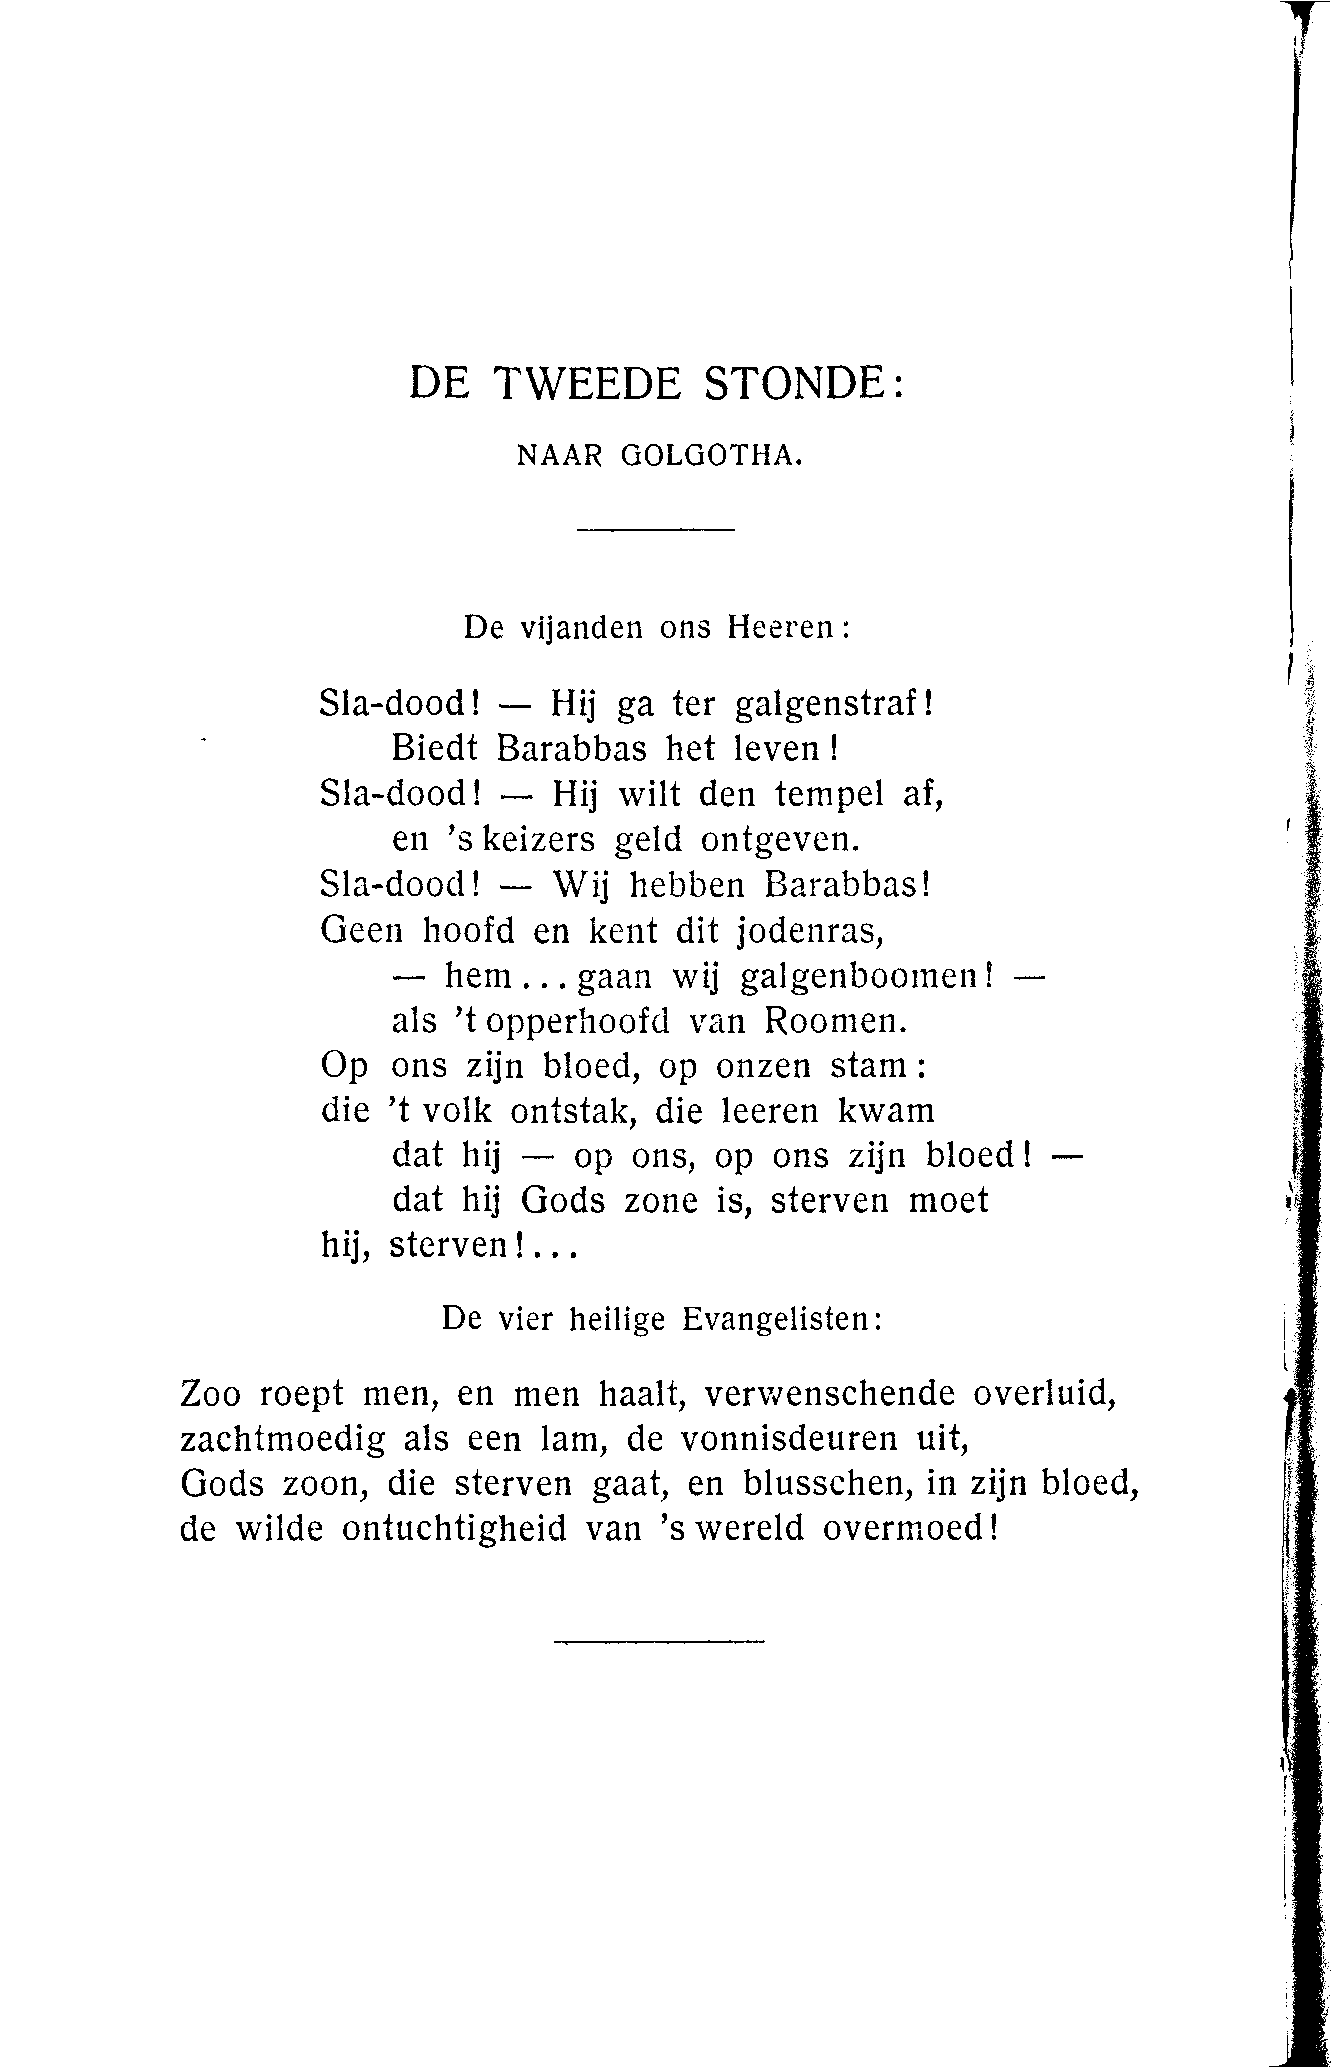 DE TWEEDE STONDE:
NAAR GOLGOTHA.
De vijanden ons Heeren:
Sla-dood! — Hij ga ter galgenstraf!
Biedt Barabbas het leven!
Sla-dood! — Hij wilt den tempel af,
en 's keizers geld ontgeven.
Sla-dood! — Wij hebben Barabbas!
Geen hoofd en kent dit jodenras,
— hem... gaan wij galgenboomen! —
als 't opperhoofd van Roomen.
Op ons zijn bloed, op onzen stam:
die 't volk ontstak, die leeren kwam
dat hij — op ons, op ons zijn bloed! —
dat hij Gods zone is, sterven moet
hij, sterven!...
De vier heilige Evangelisten:
Zoo roept men, en men haalt, verwenschende overluid,
zachtmoedig als een lam, de vonnisdeuren uit,
Gods zoon, die sterven gaat, en blusschen, in zijn bloed,
de wilde ontuchtigheid van 's wereld overmoed!